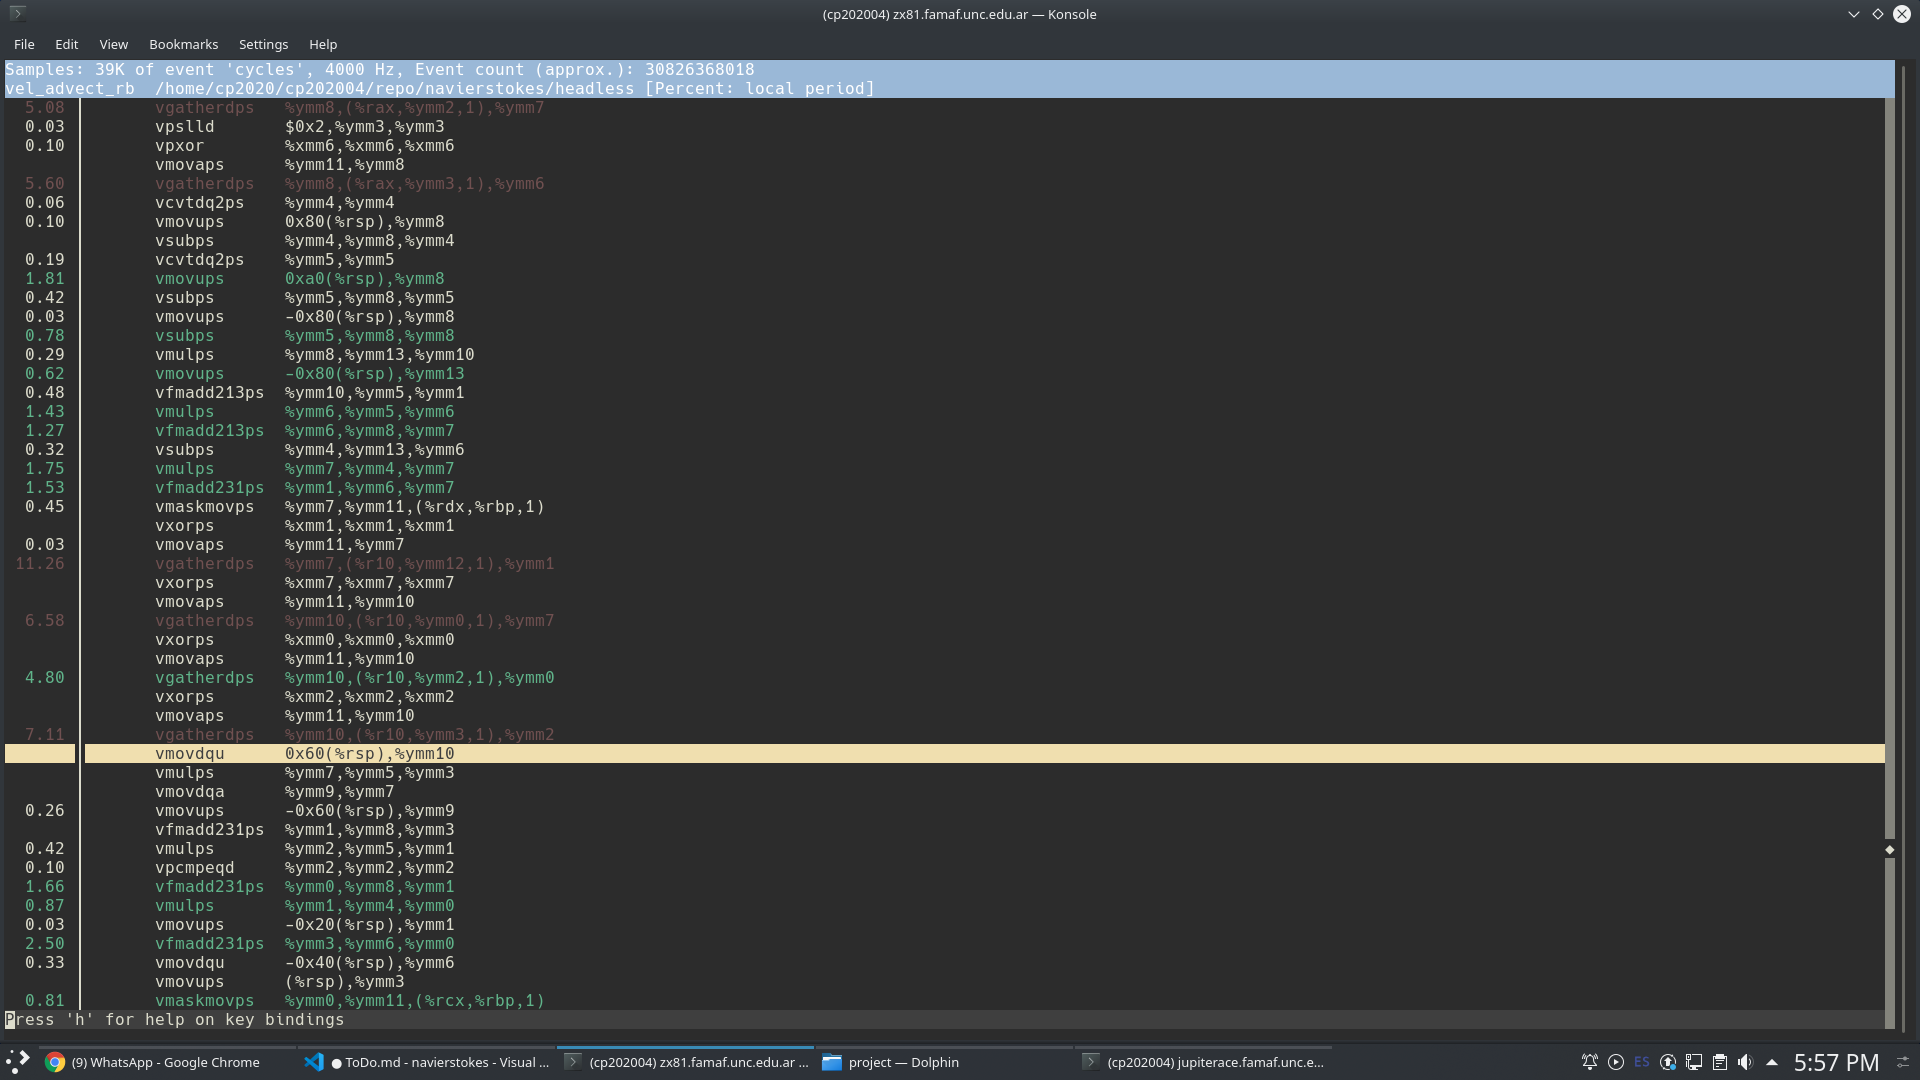 (cp202004) zx81.famaf.unc.edu.ar — Konsole
File Edit View Bookmarks Settings Help
Samples: 39K of event 'cycles', 4000 Hz, Event count (approx.): 30826368018
vel_advect_rb /home/cp2020/cp202004/repo/navierstokes/headless [Percent: local period]
5.08 vgatherdps %ymm8,(%rax,%ymm2,1),%ymm7
0.03 vpslld $0x2,%ymm3,%ymm3
0.10 vpxor %xmm6,%xmm6,%xmm6
vmovaps %ymm11,%ymm8
5.60 vgatherdps %ymm8,(%rax,%ymm3,1),%ymm6
0.06 vcvtdq2ps %ymm4,%ymm4
0.10 vmovups 0x80(%rsp),%ymm8
vsubps %ymm4,%ymm8,%ymm4
0.19 vcvtdq2ps %ymm5,%ymm5
1.81 vmovups 0xa0(%rsp),%ymm8
0.42 vsubps %ymm5,%ymm8,%ymm5
0.03 vmovups -0x80(%rsp),%ymm8
0.78 vsubps %ymm5,%ymm8,%ymm8
0.29 vmulps %ymm8,%ymm13,%ymm10
0.62 vmovups -0x80(%rsp),%ymm13
0.48 vfmadd213ps %ymm10,%ymm5,%ymm1
1.43 vmulps %ymm6,%ymm5,%ymm6
1.27 vfmadd213ps %ymm6,%ymm8,%ymm7
0.32 vsubps %ymm4,%ymm13,%ymm6
1.75 vmulps %ymm7,%ymm4,%ymm7
1.53 vfmadd231ps %ymm1,%ymm6,%ymm7
0.45 vmaskmovps %ymm7,%ymm11,(%rdx,%rbp,1)
vxorps %xmm1,%xmm1,%xmm1
0.03 vmovaps %ymm11,%ymm7
11.26 vgatherdps %ymm7,(%r10,%ymm12,1),%ymm1
vxorps %xmm7,%xmm7,%xmm7
vmovaps %ymm11,%ymm10
6.58 vgatherdps %ymm10,(%r10,%ymm0,1),%ymm7
vxorps %xmm0,%xmm0,%xmm0
vmovaps %ymm11,%ymm10
4.80 vgatherdps %ymm10,(%r10,%ymm2,1),%ymm0
vxorps %xmm2,%xmm2,%xmm2
vmovaps %ymm11,%ymm10
7.11 vgatherdps %ymm10,(%r10,%ymm3,1),%ymm2
vmovdqu 0x60(%rsp),%ymm10
vmulps %ymm7,%ymm5,%ymm3
vmovdqa %ymm9,%ymm7
0.26 vmovups -0x60(%rsp),%ymm9
vfmadd231ps %ymm1,%ymm8,%ymm3
0.42 vmulps %ymm2,%ymm5,%ymm1
0.10 vpcmpeqd %ymm2,%ymm2,%ymm2
1.66 vfmadd231ps %ymm0,%ymm8,%ymm1
0.87 vmulps %ymm1,%ymm4,%ymm0
0.03 vmovups -0x20(%rsp),%ymm1
2.50 vfmadd231ps %ymm3,%ymm6,%ymm0
0.33 vmovdqu -0x40(%rsp),%ymm6
vmovups (%rsp),%ymm3
0.81 vmaskmovps %ymm0,%ymm11,(%rcx,%rbp,1)
Press 'h' for help on key bindings
(9) WhatsApp - Google Chrome ● ToDo.md - navierstokes - Visual ... (cp202004) zx81.famaf.unc.edu.ar ... project — Dolphin (cp202004) jupiterace.famaf.unc.e... ES 5:57 PM